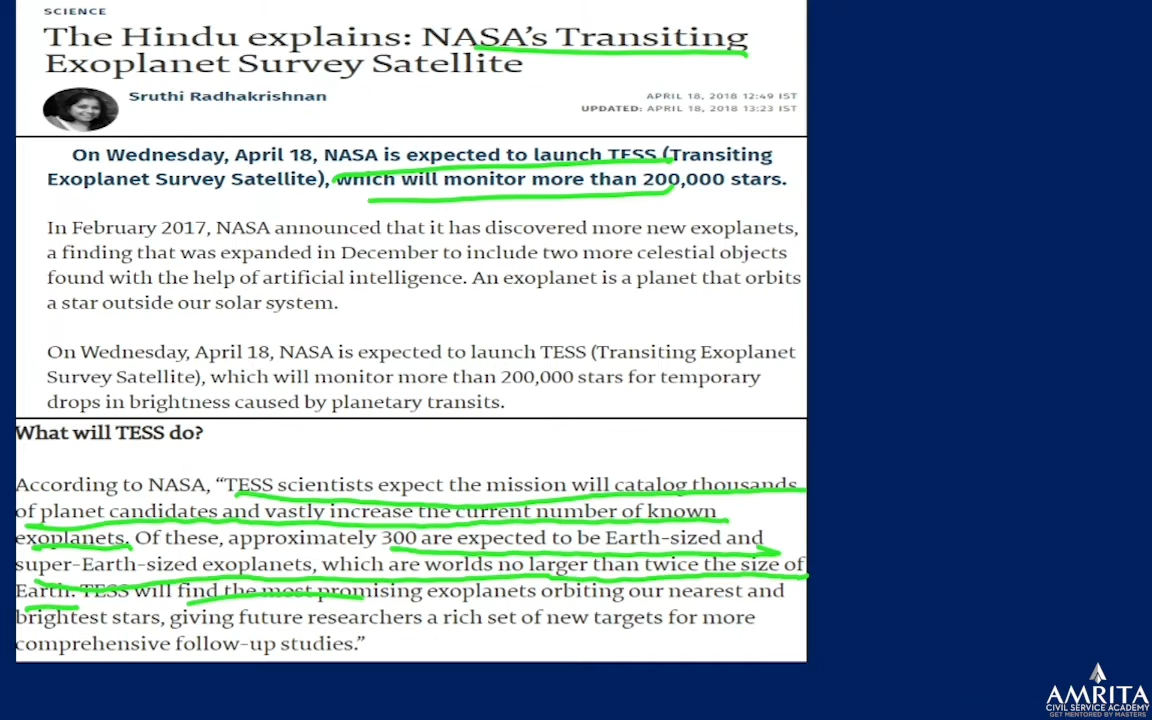 SCIENCE
The Hindu explains: NASA's Transiting
Exoplanet Survey Satellite
Sruthi Radhakrishnan
APRIL 18, 2018 12:49 IST
UPDATED: APRIL 18, 2018 13:23 IST
On Wednesday, April 18, NASA is expected to launch TESS (Transiting
Exoplanet Survey Satellite), which will monitor more than 200,000 stars.
In February 2017, NASA announced that it has discovered more new exoplanets,
a finding that was expanded in December to include two more celestial objects
found with the help of artificial intelligence. An exoplanet is a planet that orbits
a star outside our solar system.
On Wednesday, April 18, NASA is expected to launch TESS (Transiting Exoplanet
Survey Satellite), which will monitor more than 200,000 stars for temporary
drops in brightness caused by planetary transits.
What will TESS do?
According to NASA, “TESS scientists expect the mission will catalog thousands
of planet candidates and vastly increase the current number of known
exoplanets. Of these, approximately 300 are expected to be Earth-sized and
super-Earth-sized exoplanets, which are worlds no larger than twice the size of
Earth. TESS will find the most promising exoplanets orbiting our nearest and
brightest stars, giving future researchers a rich set of new targets for more
comprehensive follow-up studies.”
AMRITA
CIVIL SERVICE ACADEMY
GET MENTORED BY MASTERS